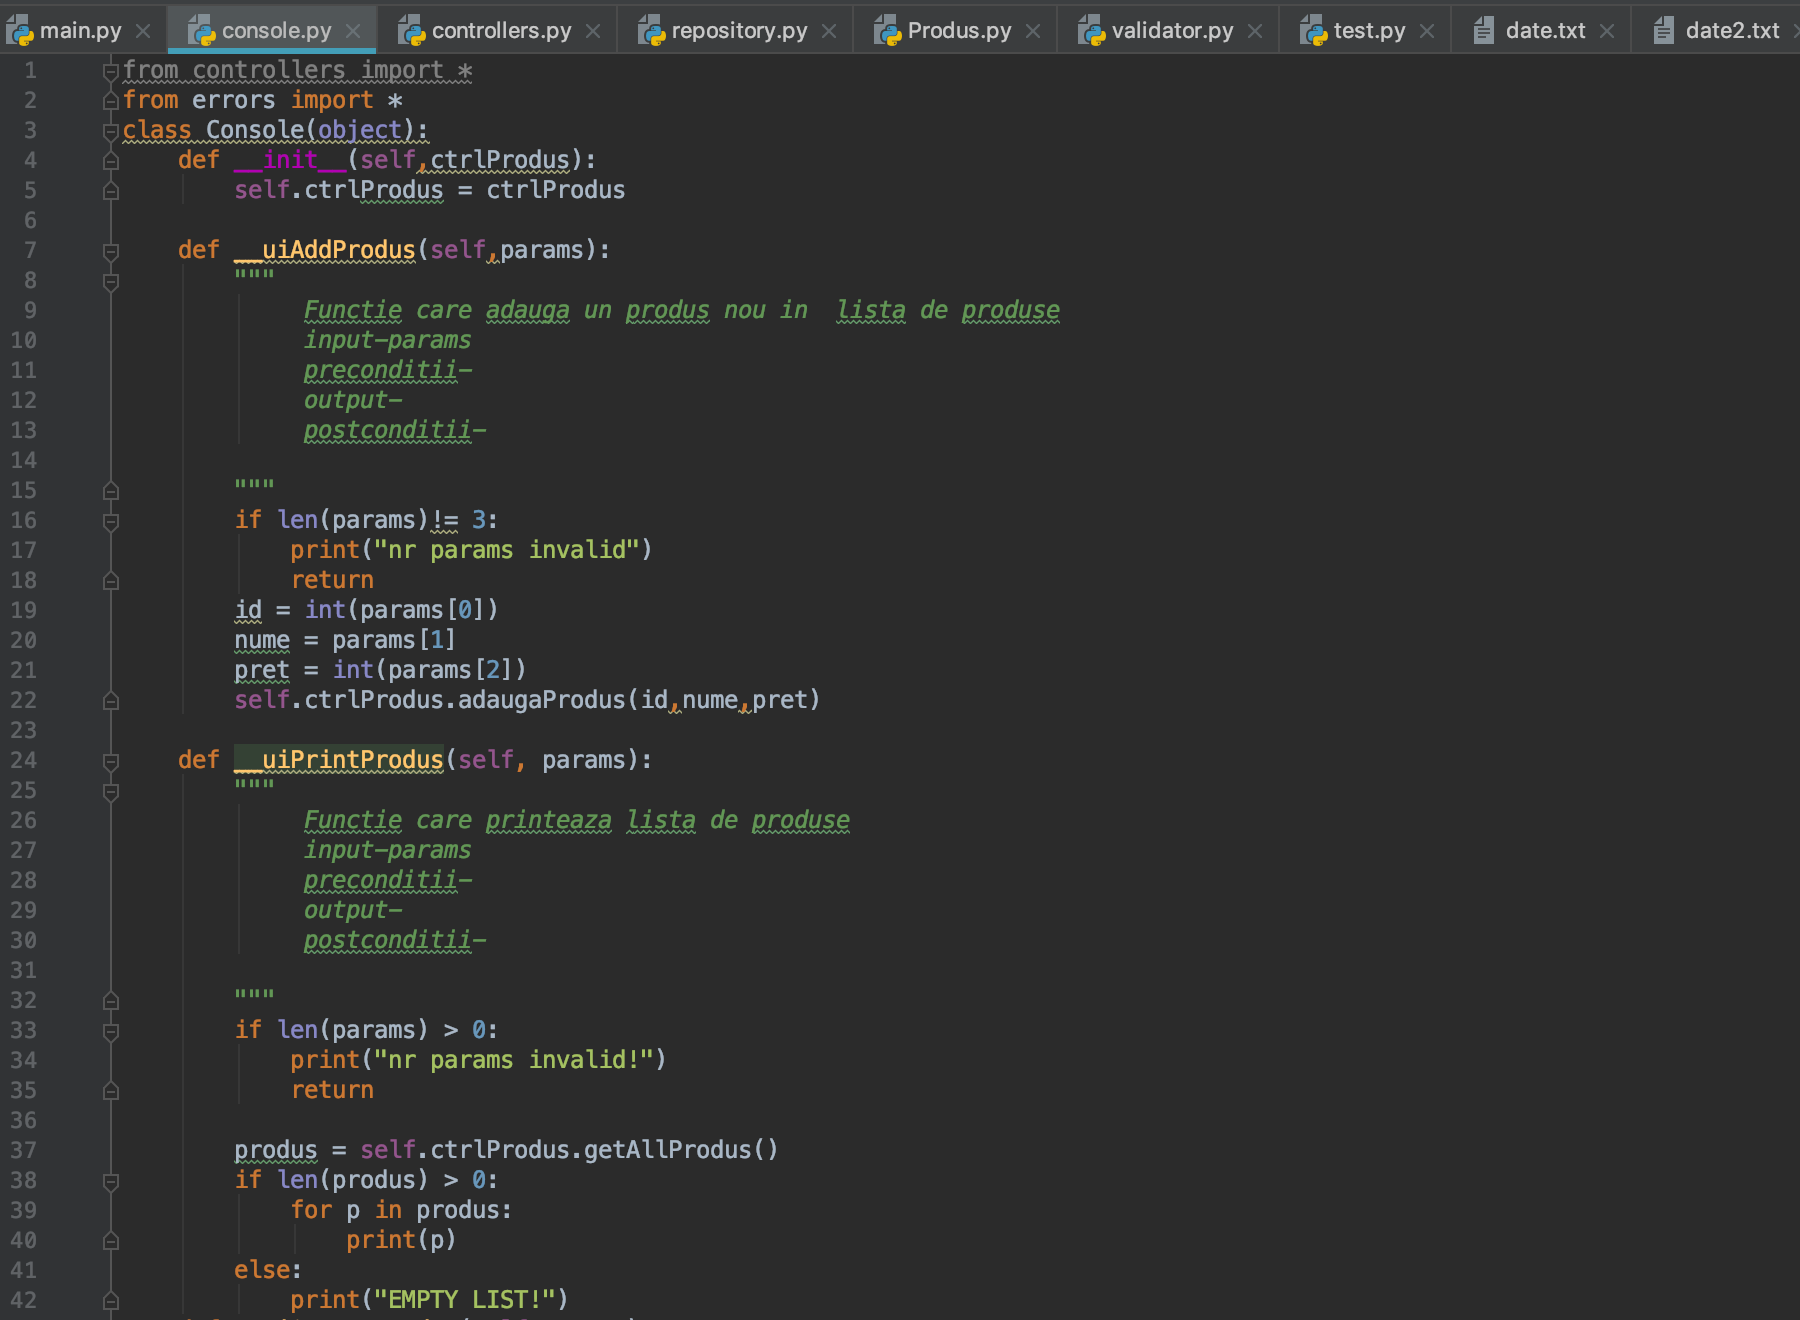 main.py console.py controllers.py repository.py Produs.py validator.py test.py date.txt date2.txt
1 from controllers import *
2 from errors import *
3 class Console(object):
4     def __init__(self,ctrlProdus):
5         self.ctrlProdus = ctrlProdus
6
7     def __uiAddProdus(self,params):
8         """
9              Functie care adauga un produs nou in  lista de produse
10              input-params
11              preconditii-
12              output-
13              postconditii-
14
15         """
16         if len(params)!= 3:
17             print("nr params invalid")
18             return
19         id = int(params[0])
20         nume = params[1]
21         pret = int(params[2])
22         self.ctrlProdus.adaugaProdus(id,nume,pret)
23
24     def __uiPrintProdus(self, params):
25         """
26              Functie care printeaza lista de produse
27              input-params
28              preconditii-
29              output-
30              postconditii-
31
32         """
33         if len(params) > 0:
34             print("nr params invalid!")
35             return
36
37         produs = self.ctrlProdus.getAllProdus()
38         if len(produs) > 0:
39             for p in produs:
40                 print(p)
41         else:
42             print("EMPTY LIST!")